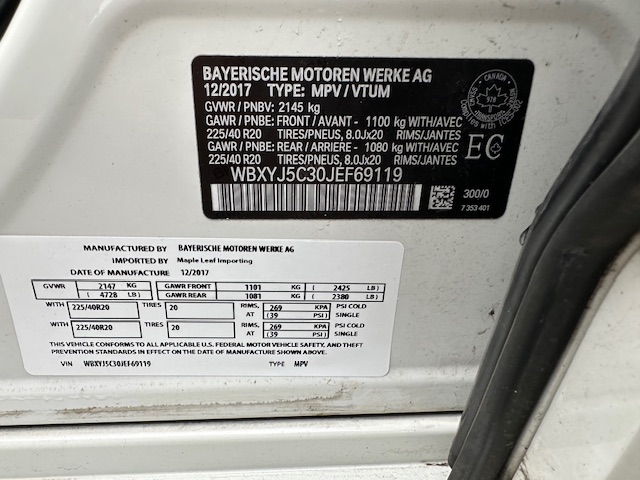 BAYERISCHE MOTOREN WERKE AG
12/2017 TYPE: MPV / VTUM
GVWR / PNBV: 2145 kg
GAWR / PNBE: FRONT / AVANT - 1100 kg WITH/AVEC
225/40 R20 TIRES/PNEUS, 8.0Jx20 RIMS/JANTES
GAWR / PNBE: REAR / ARRIERE - 1080 kg WITH/AVEC
225/40 R20 TIRES/PNEUS, 8.0Jx20 RIMS/JANTES
WBXYJ5C30JEF69119
CANADA
EC
300/0
7 353 401
MANUFACTURED BY BAYERISCHE MOTOREN WERKE AG
IMPORTED BY Maple Leaf Importing
DATE OF MANUFACTURE 12/2017
GVWR 2147 KG GAWR FRONT 1101 KG ( 2425 LB)
( 4728 LB) GAWR REAR 1081 KG ( 2380 LB)
WITH 225/40R20 TIRES 20 RIMS, AT 269 KPA (39 PSI) PSI COLD SINGLE
WITH 225/40R20 TIRES 20 RIMS, AT 269 KPA (39 PSI) PSI COLD SINGLE
THIS VEHICLE CONFORMS TO ALL APPLICABLE U.S. FEDERAL MOTOR VEHICLE SAFETY, AND THEFT
PREVENTION STANDARDS IN EFFECT ON THE DATE OF MANUFACTURE SHOWN ABOVE.
VIN WBXYJ5C30JEF69119 TYPE MPV